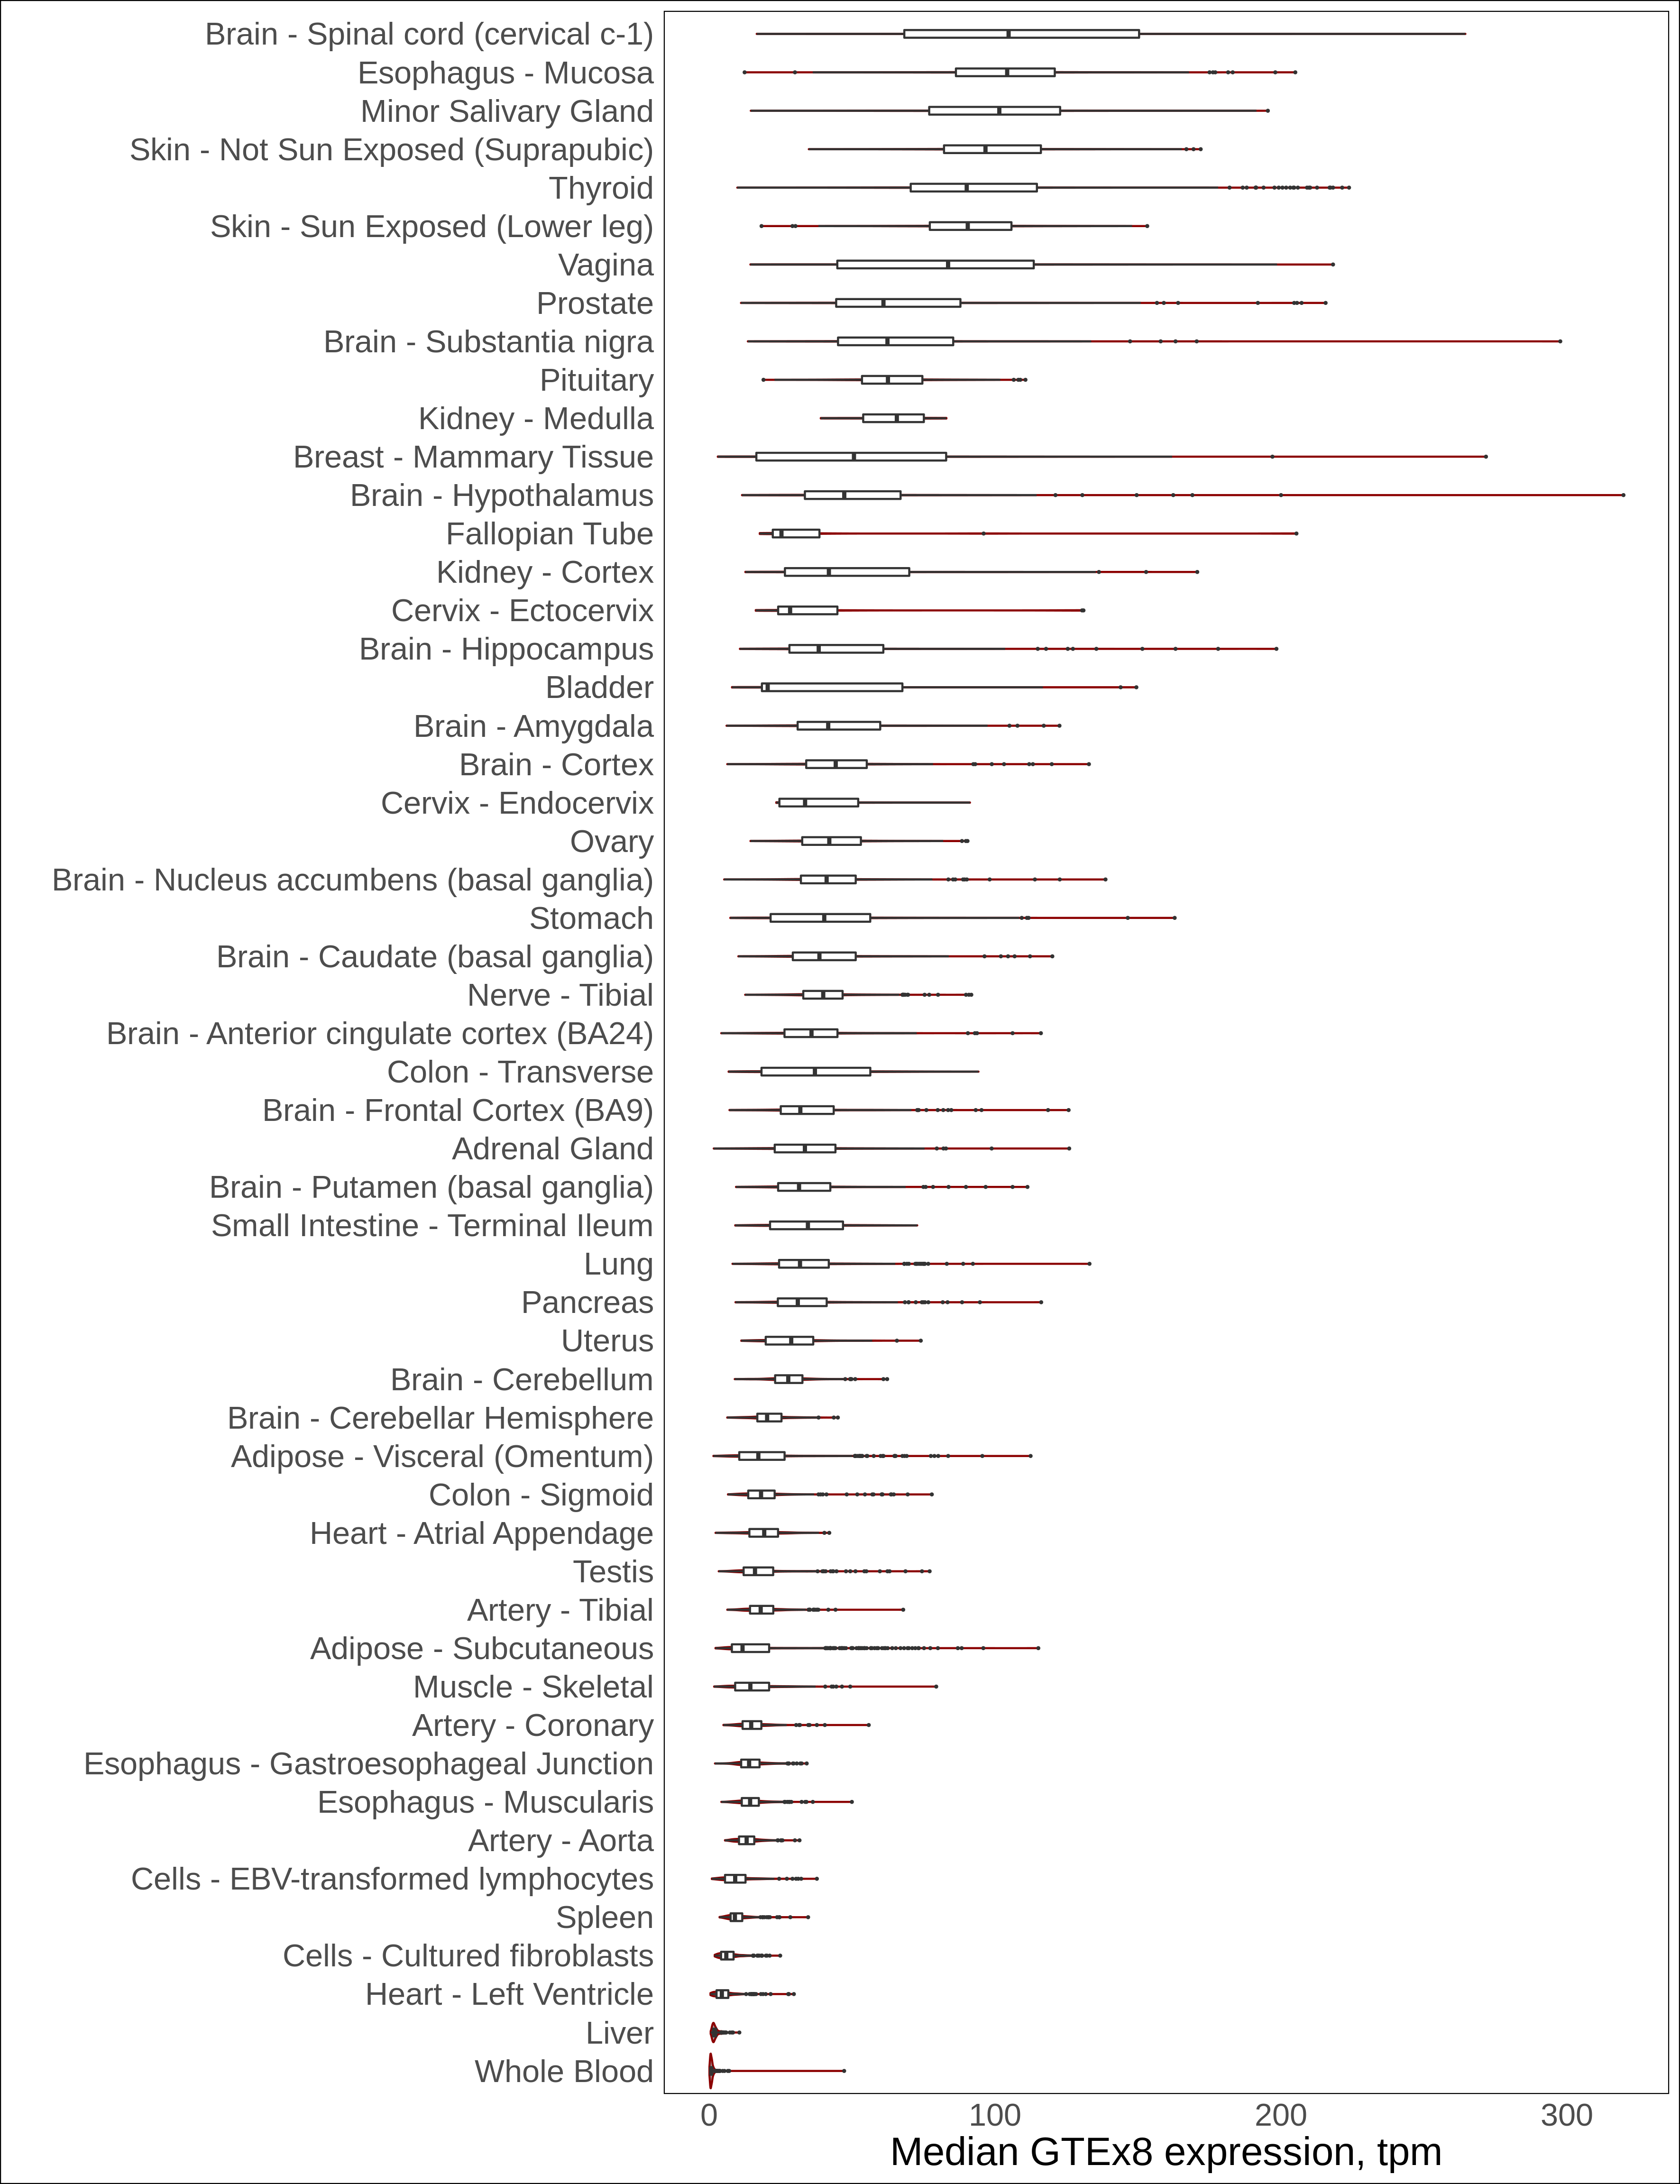 Brain - Spinal cord (cervical c-1)
Esophagus - Mucosa
Minor Salivary Gland
Skin - Not Sun Exposed (Suprapubic)
Thyroid
Skin - Sun Exposed (Lower leg)
Vagina
Prostate
Brain - Substantia nigra
Pituitary
Kidney - Medulla
Breast - Mammary Tissue
Brain - Hypothalamus
Fallopian Tube
Kidney - Cortex
Cervix - Ectocervix
Brain - Hippocampus
Bladder
Brain - Amygdala
Brain - Cortex
Cervix - Endocervix
Ovary
Brain - Nucleus accumbens (basal ganglia)
Stomach
Brain - Caudate (basal ganglia)
Nerve - Tibial
Brain - Anterior cingulate cortex (BA24)
Colon - Transverse
Brain - Frontal Cortex (BA9)
Adrenal Gland
Brain - Putamen (basal ganglia)
Small Intestine - Terminal Ileum
Lung
Pancreas
Uterus
Brain - Cerebellum
Brain - Cerebellar Hemisphere
Adipose - Visceral (Omentum)
Colon - Sigmoid
Heart - Atrial Appendage
Testis
Artery - Tibial
Adipose - Subcutaneous
Muscle - Skeletal
Artery - Coronary
Esophagus - Gastroesophageal Junction
Esophagus - Muscularis
Artery - Aorta
Cells - EBV-transformed lymphocytes
Spleen
Cells - Cultured fibroblasts
Heart - Left Ventricle
Liver
Whole Blood
0 100 200 300
Median GTEx8 expression, tpm